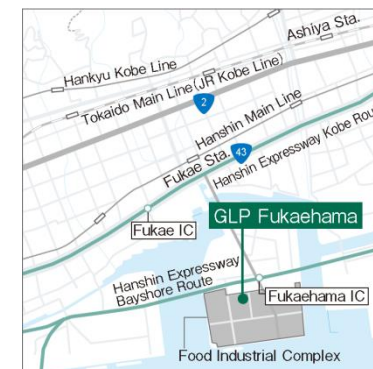 Ashiya Sta.
Hankyu Kobe Line
Tokaido Main Line(JR Kobe Line)
2
Hanshin Main Line
Fukae Sta.
43
Hanshin Expressway Kobe Rou
Fukae IC
GLP Fukaehama
Hanshin Expressway
Bayshore Route
Fukaehama IC
Food Industrial Complex